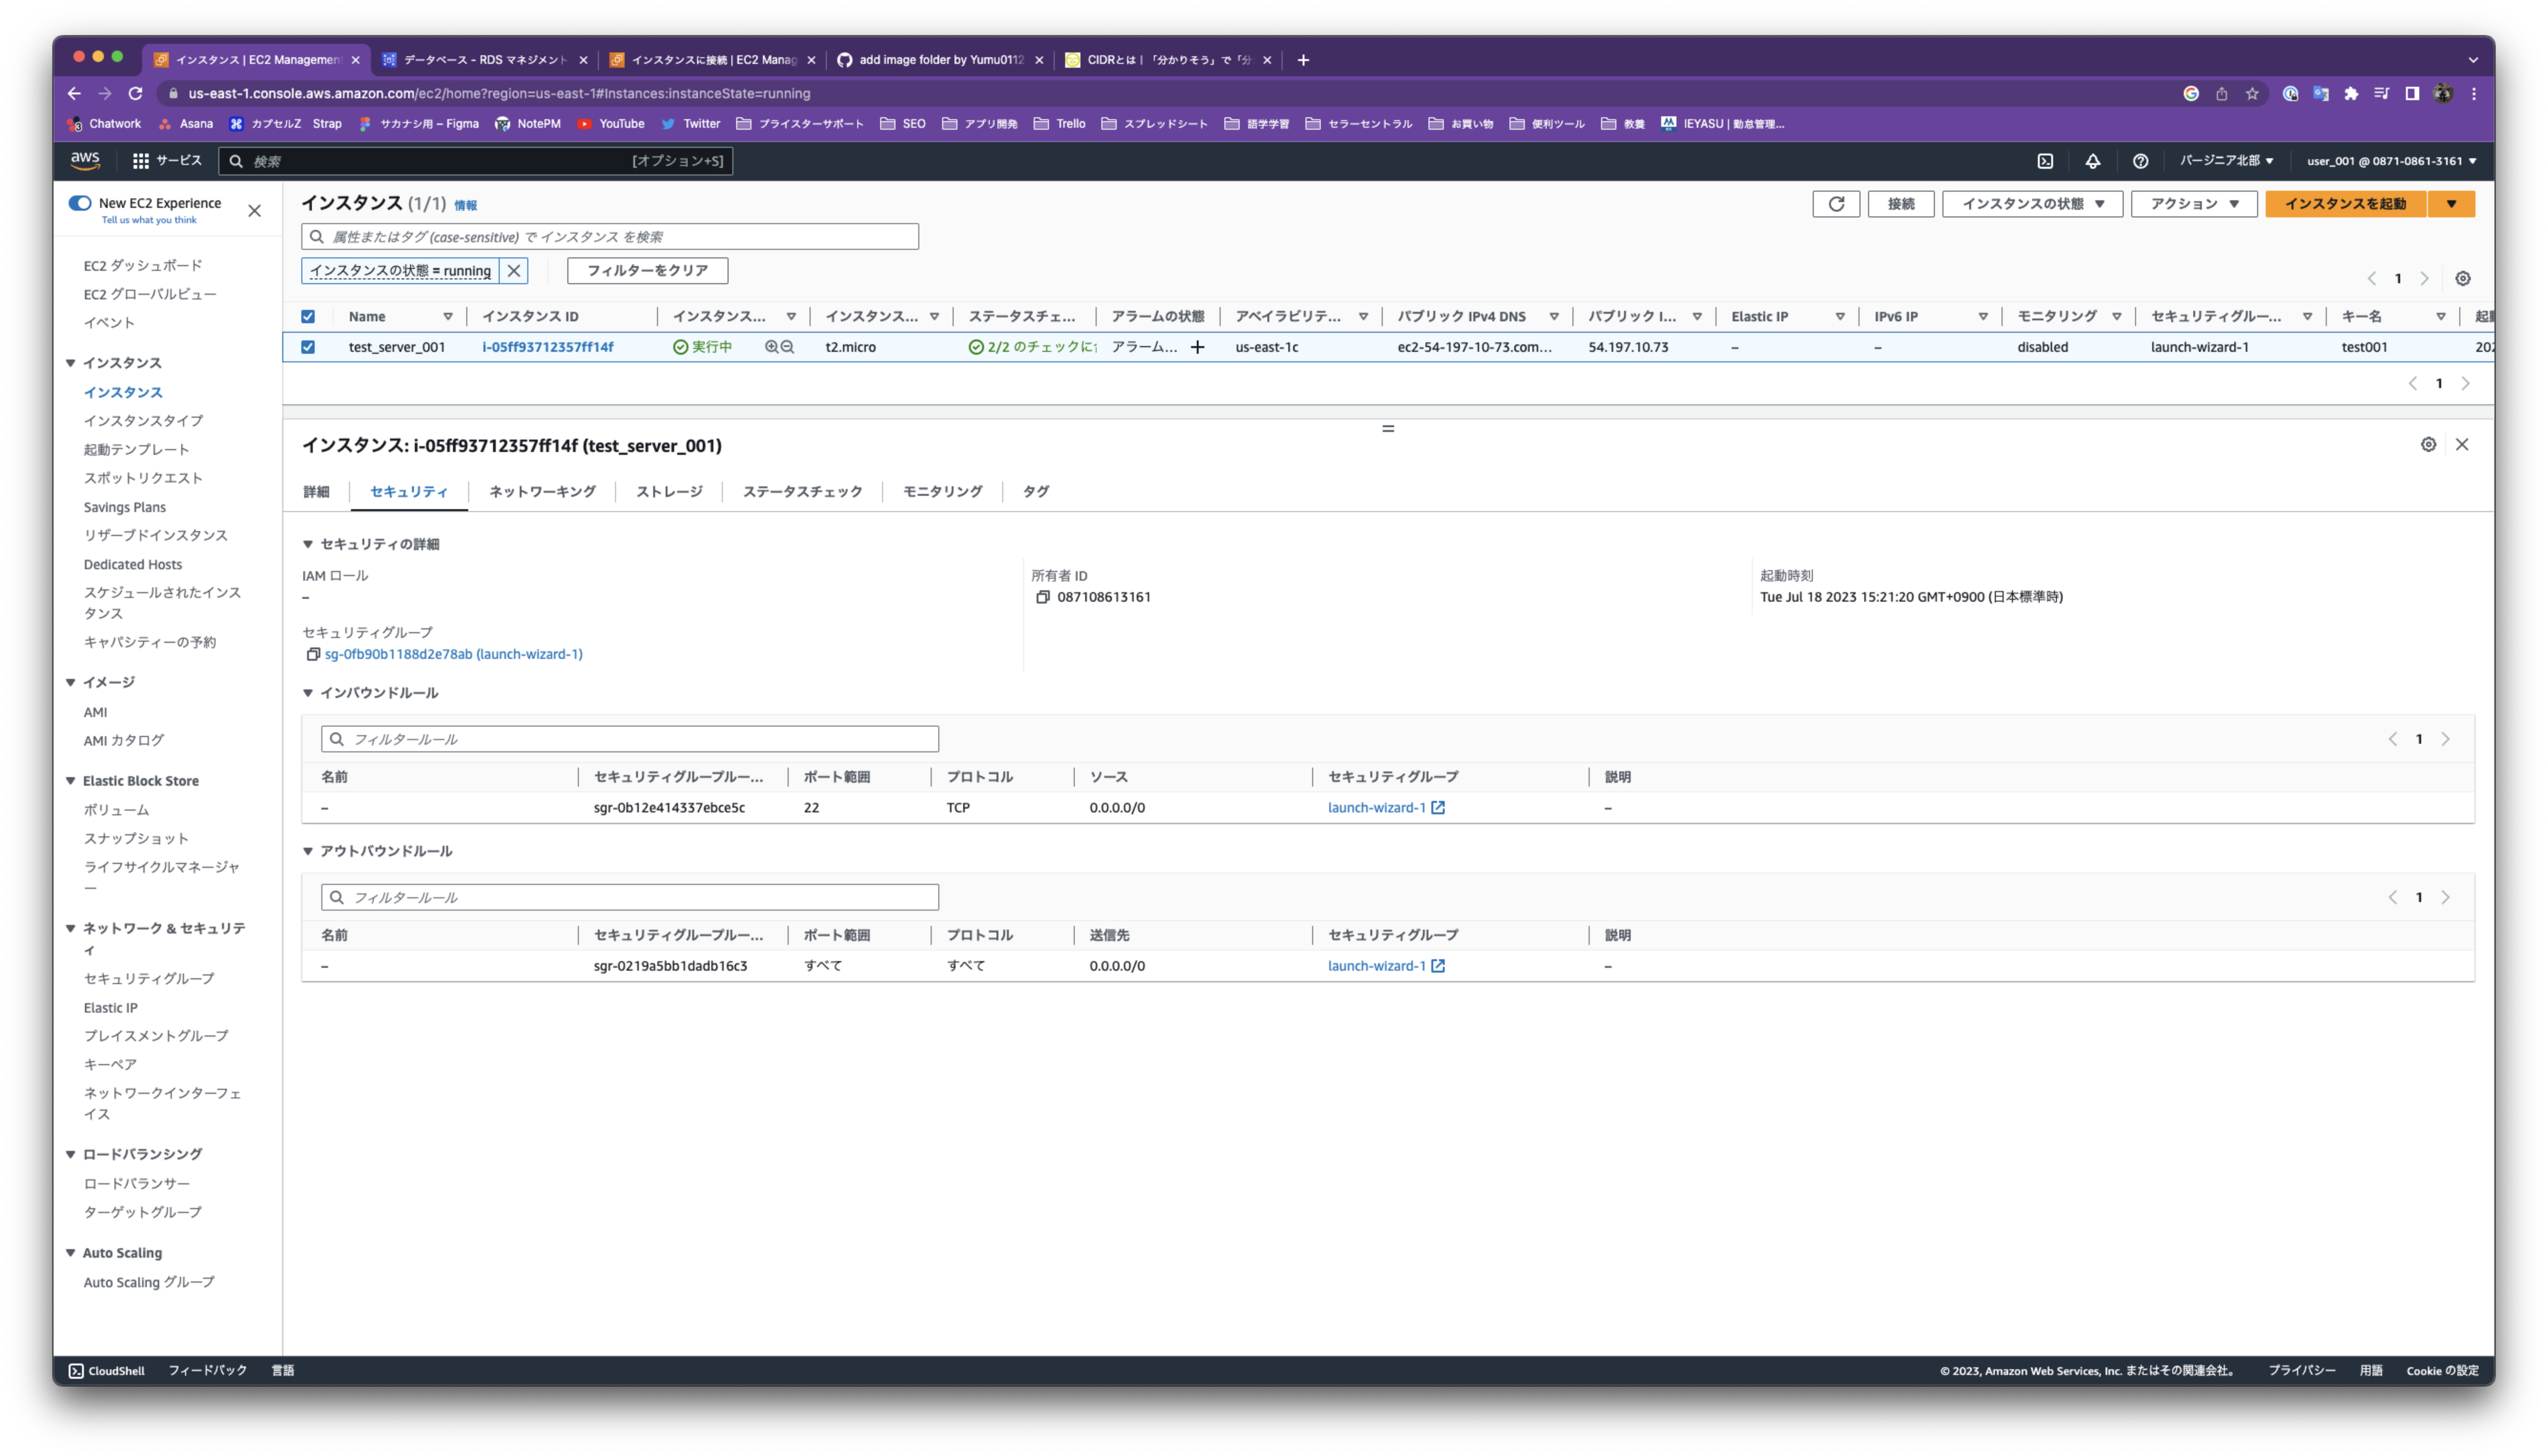 インスタンス | EC2 Management
データベース - RDS マネジメント
インスタンスに接続 | EC2 Manag
add image folder by Yumu0112
CIDRとは | 「分かりそう」で「分
us-east-1.console.aws.amazon.com/ec2/home?region=us-east-1#Instances:instanceState=running
Chatwork Asana カプセルZ Strap サカナシ用 – Figma NotePM YouTube Twitter プライスターサポート SEO アプリ開発 Trello スプレッドシート 語学学習 セラーセントラル お買い物 便利ツール 教養 IEYASU | 勤怠管理...
aws サービス 検索 [オプション+S] バージニア北部 user_001 @ 0871-0861-3161
New EC2 Experience
Tell us what you think
EC2 ダッシュボード
EC2 グローバルビュー
イベント
インスタンス
インスタンス
インスタンスタイプ
起動テンプレート
スポットリクエスト
Savings Plans
リザーブドインスタンス
Dedicated Hosts
スケジュールされたインス
タンス
キャパシティーの予約
イメージ
AMI
AMI カタログ
Elastic Block Store
ボリューム
スナップショット
ライフサイクルマネージャ
ー
ネットワーク & セキュリテ
ィ
セキュリティグループ
Elastic IP
プレイスメントグループ
キーペア
ネットワークインターフェ
イス
ロードバランシング
ロードバランサー
ターゲットグループ
Auto Scaling
Auto Scaling グループ
インスタンス (1/1) 情報
接続 インスタンスの状態 アクション インスタンスを起動
属性またはタグ (case-sensitive) で インスタンス を検索
インスタンスの状態 = running フィルターをクリア
1
Name インスタンス ID インスタンス... インスタンス... ステータスチェ... アラームの状態 アベイラビリテ... パブリック IPv4 DNS パブリック I... Elastic IP IPv6 IP モニタリング セキュリティグルー... キー名 起動
test_server_001 i-05ff93712357ff14f 実行中 t2.micro 2/2 のチェックに合 アラーム... us-east-1c ec2-54-197-10-73.com... 54.197.10.73 – – disabled launch-wizard-1 test001 202
1
インスタンス: i-05ff93712357ff14f (test_server_001)
詳細 セキュリティ ネットワーキング ストレージ ステータスチェック モニタリング タグ
セキュリティの詳細
IAM ロール
–
所有者 ID
087108613161
起動時刻
Tue Jul 18 2023 15:21:20 GMT+0900 (日本標準時)
セキュリティグループ
sg-0fb90b1188d2e78ab (launch-wizard-1)
インバウンドルール
フィルタールール
1
名前 セキュリティグループルー... ポート範囲 プロトコル ソース セキュリティグループ 説明
– sgr-0b12e414337ebce5c 22 TCP 0.0.0.0/0 launch-wizard-1 –
アウトバウンドルール
フィルタールール
1
名前 セキュリティグループルー... ポート範囲 プロトコル 送信先 セキュリティグループ 説明
– sgr-0219a5bb1dadb16c3 すべて すべて 0.0.0.0/0 launch-wizard-1 –
CloudShell フィードバック 言語
© 2023, Amazon Web Services, Inc. またはその関連会社。 プライバシー 用語 Cookie の設定